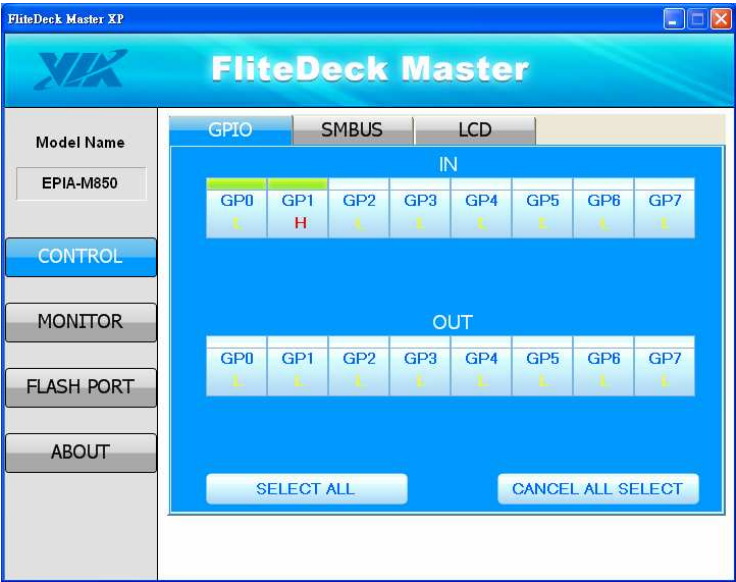 FliteDeck Master XP
VIA
FliteDeck Master
Model Name
EPIA-M850
CONTROL
MONITOR
FLASH PORT
ABOUT
GPIO SMBUS LCD
IN
GP0 GP1 GP2 GP3 GP4 GP5 GP6 GP7
L H L L L L L L
OUT
GP0 GP1 GP2 GP3 GP4 GP5 GP6 GP7
L L L L L L L L
SELECT ALL CANCEL ALL SELECT